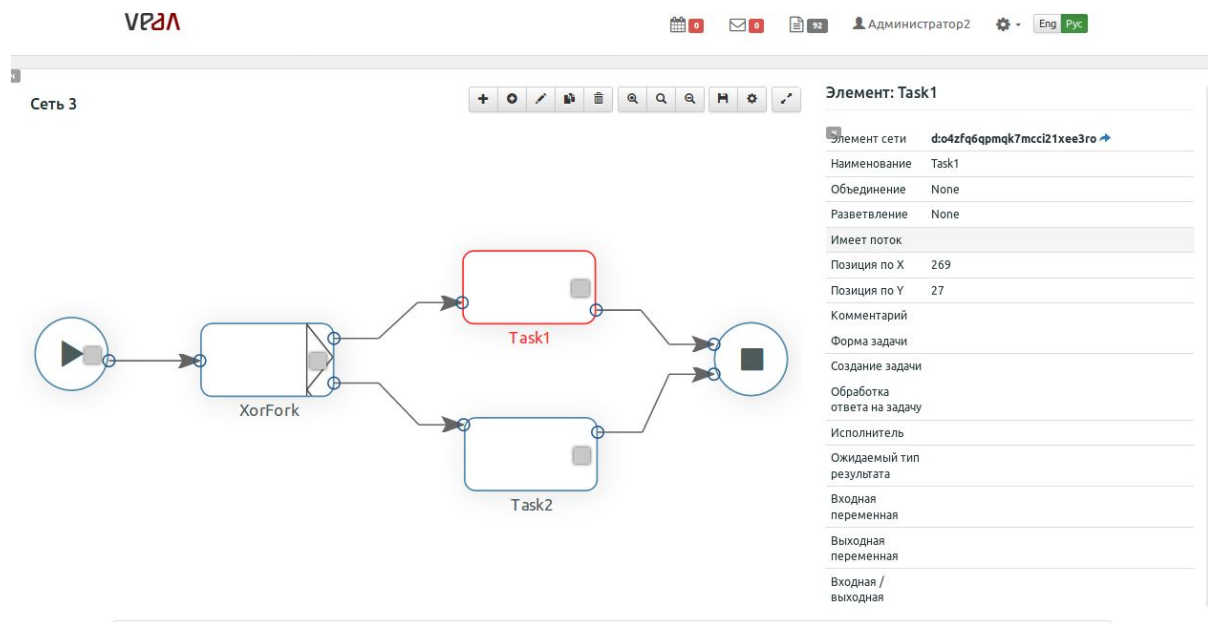 VEDA
0
0
92
Администратор2
Eng Рус
Сеть 3
XorFork
Task1
Task2
Элемент: Task1
Элемент сети d:o4zfq6qpmqk7mcci21xee3ro
Наименование Task1
Объединение None
Разветвление None
Имеет поток
Позиция по X 269
Позиция по Y 27
Комментарий
Форма задачи
Создание задачи
Обработка
ответа на задачу
Исполнитель
Ожидаемый тип
результата
Входная
переменная
Выходная
переменная
Входная /
выходная